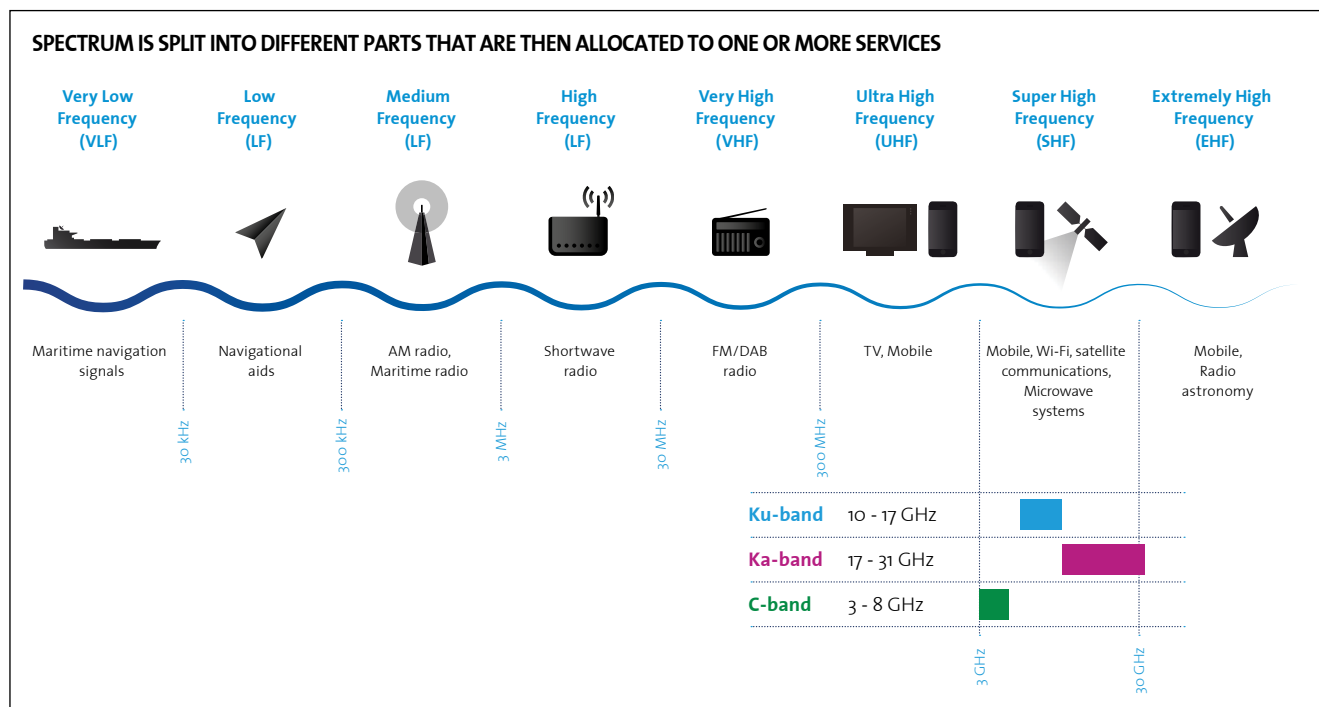 SPECTRUM IS SPLIT INTO DIFFERENT PARTS THAT ARE THEN ALLOCATED TO ONE OR MORE SERVICES
Very Low
Frequency
(VLF)
Low
Frequency
(LF)
Medium
Frequency
(LF)
High
Frequency
(LF)
Very High
Frequency
(VHF)
Ultra High
Frequency
(UHF)
Super High
Frequency
(SHF)
Extremely High
Frequency
(EHF)
Maritime navigation
signals
Navigational
aids
AM radio,
Maritime radio
Shortwave
radio
FM/DAB
radio
TV, Mobile
Mobile, Wi-Fi, satellite
communications,
Microwave
systems
Mobile,
Radio
astronomy
30 kHz
300 kHz
3 MHz
30 MHz
300 MHz
Ku-band 10 - 17 GHz
Ka-band 17 - 31 GHz
C-band 3 - 8 GHz
3 GHz
30 GHz